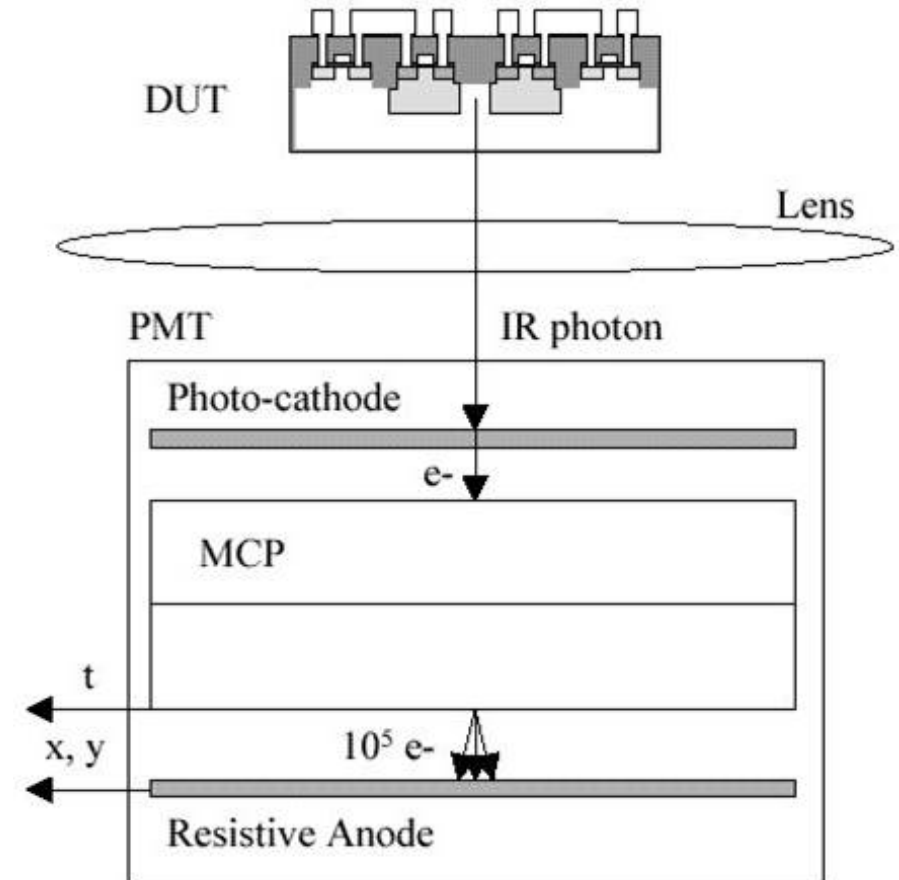 DUT
Lens
PMT
IR photon
Photo-cathode
e-
MCP
t
x, y
10⁵ e-
Resistive Anode